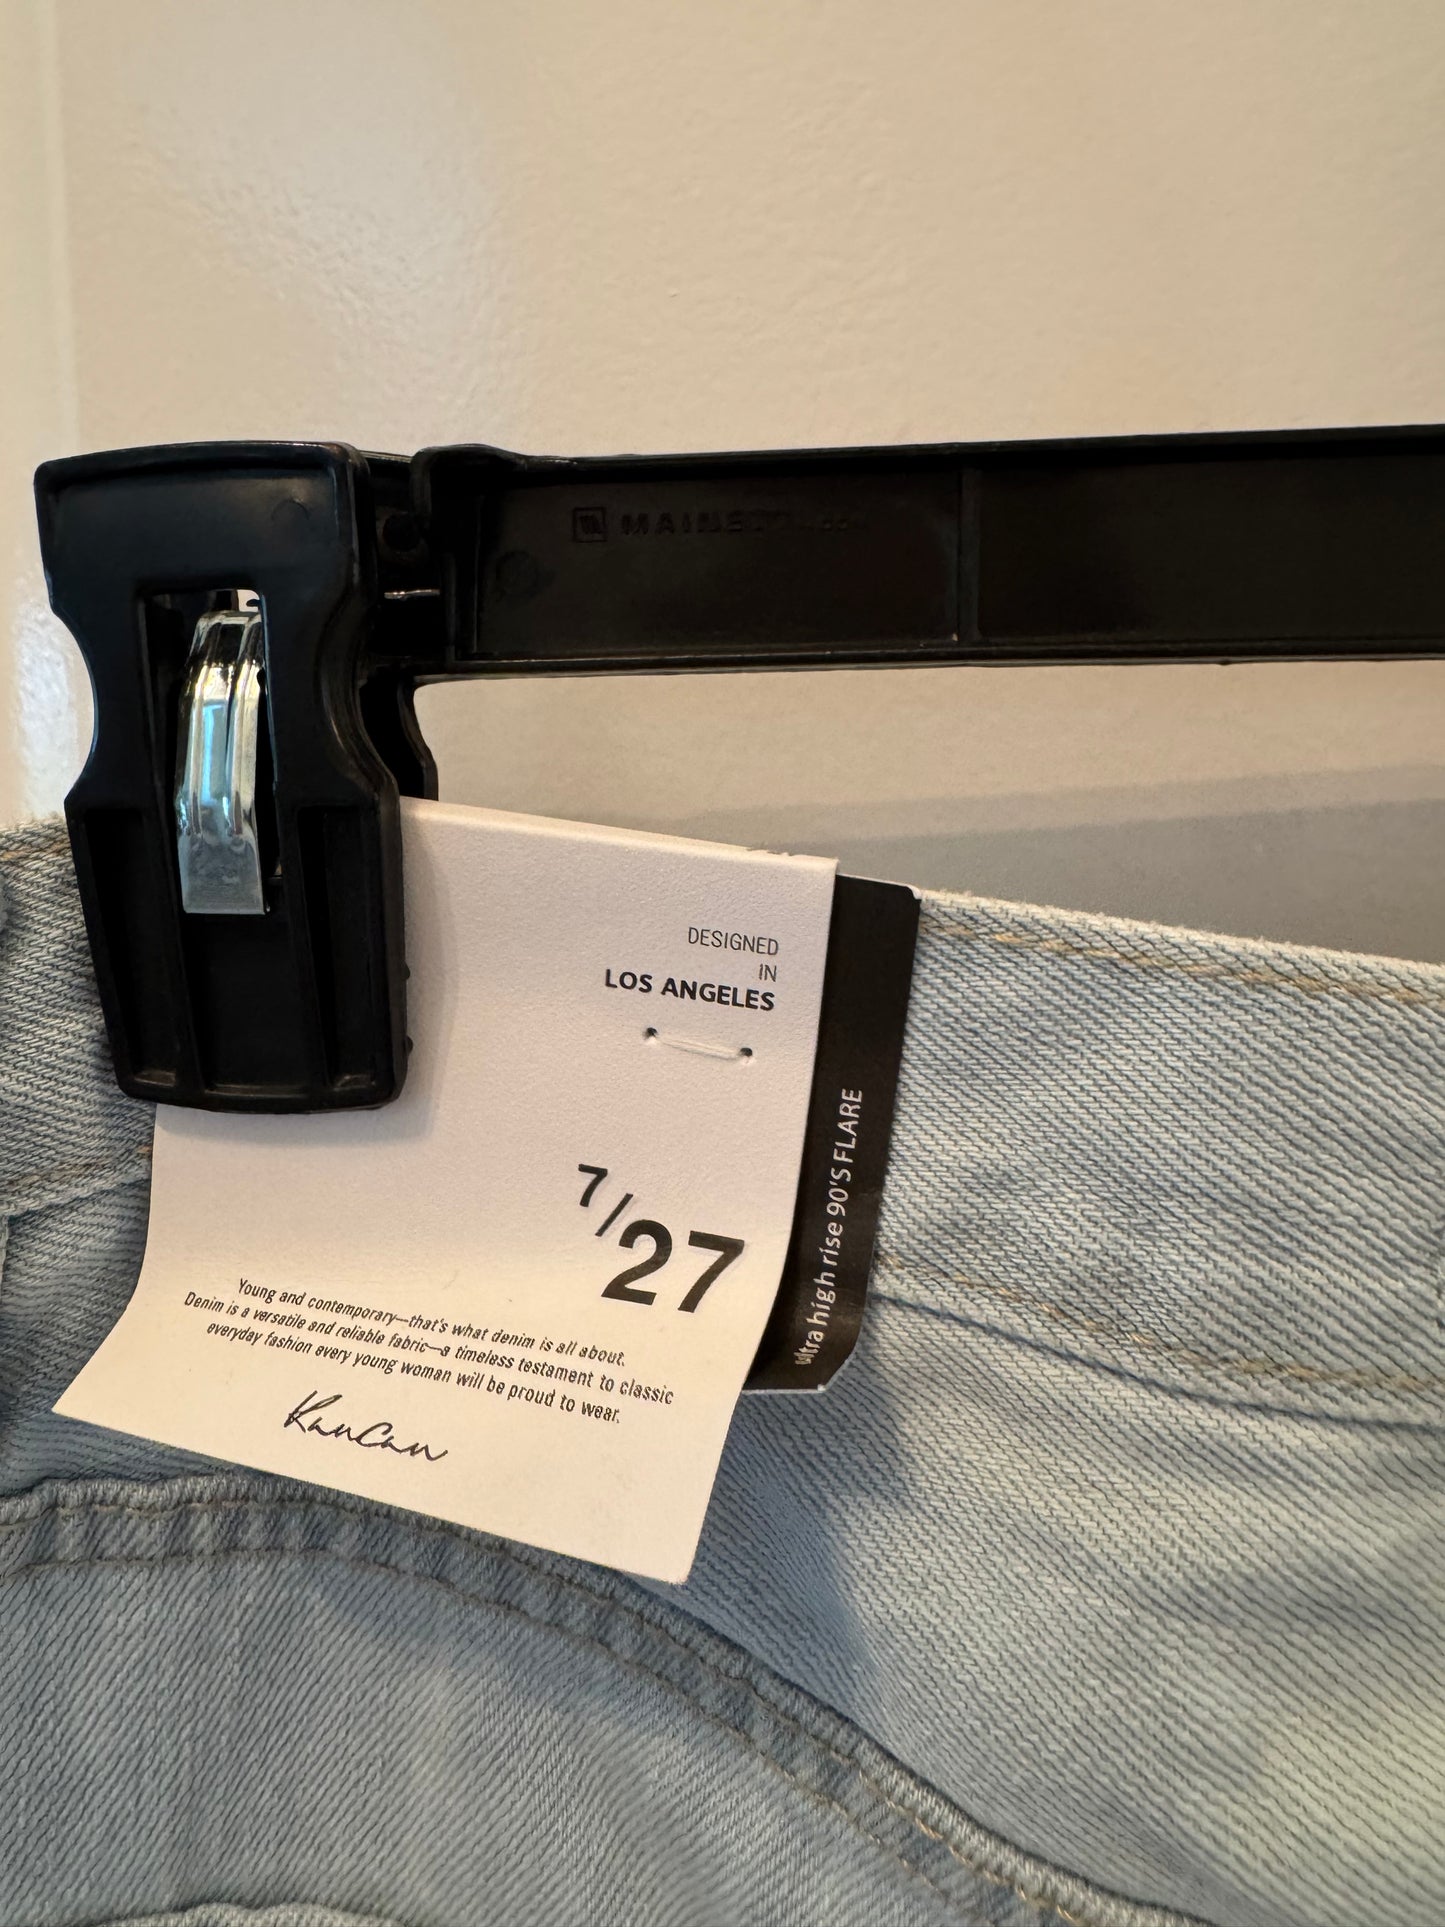 DESIGNED
IN
LOS ANGELES
7/27
Young and contemporary—that's what denim is all about.
Denim is a versatile and reliable fabric—a timeless testament to classic
everyday fashion every young woman will be proud to wear.
KanCan
ultra high rise 90'S FLARE